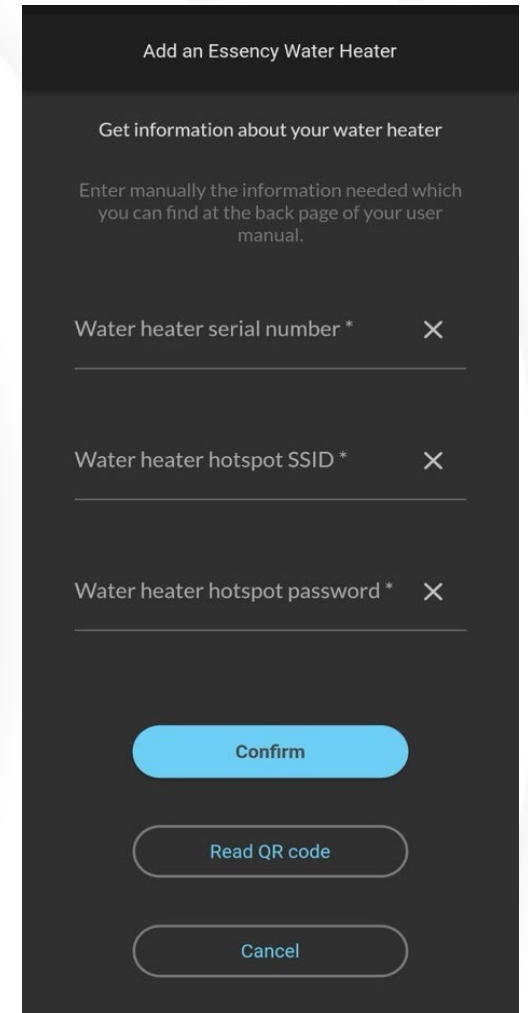 Add an Essency Water Heater
Get information about your water heater
Enter manually the information needed which
you can find at the back page of your user
manual.
Water heater serial number *
Water heater hotspot SSID *
Water heater hotspot password *
Confirm
Read QR code
Cancel